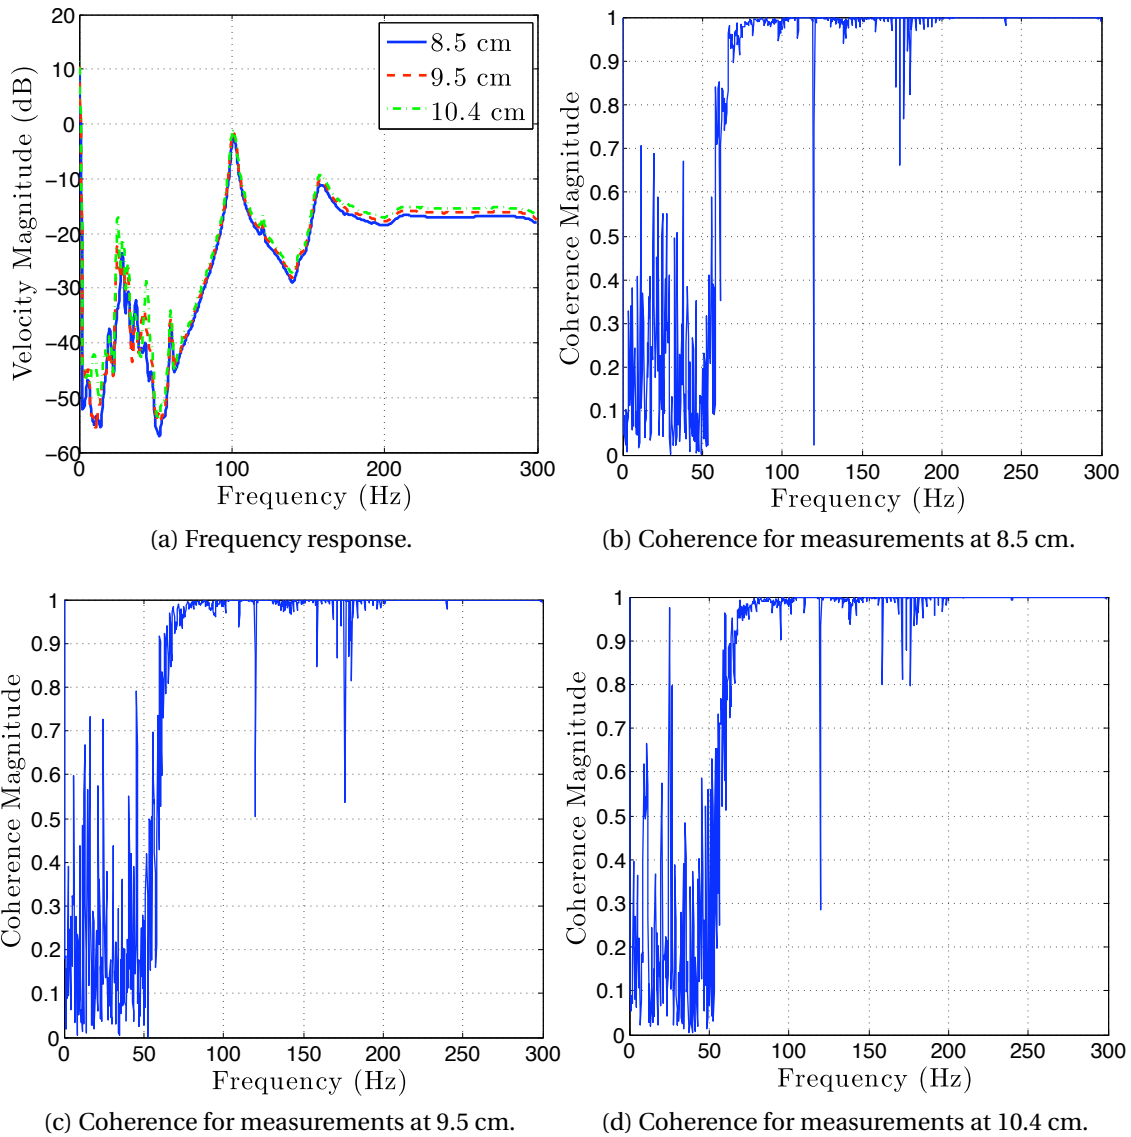 20
10
0
−10
−20
−30
−40
−50
−60
Velocity Magnitude (dB)
8.5 cm
9.5 cm
10.4 cm
0 100 200 300
Frequency (Hz)
(a) Frequency response.
1
0.9
0.8
0.7
0.6
0.5
0.4
0.3
0.2
0.1
0
Coherence Magnitude
0 50 100 150 200 250 300
Frequency (Hz)
(b) Coherence for measurements at 8.5 cm.
1
0.9
0.8
0.7
0.6
0.5
0.4
0.3
0.2
0.1
0
Coherence Magnitude
0 50 100 150 200 250 300
Frequency (Hz)
(c) Coherence for measurements at 9.5 cm.
1
0.9
0.8
0.7
0.6
0.5
0.4
0.3
0.2
0.1
0
Coherence Magnitude
0 50 100 150 200 250 300
Frequency (Hz)
(d) Coherence for measurements at 10.4 cm.